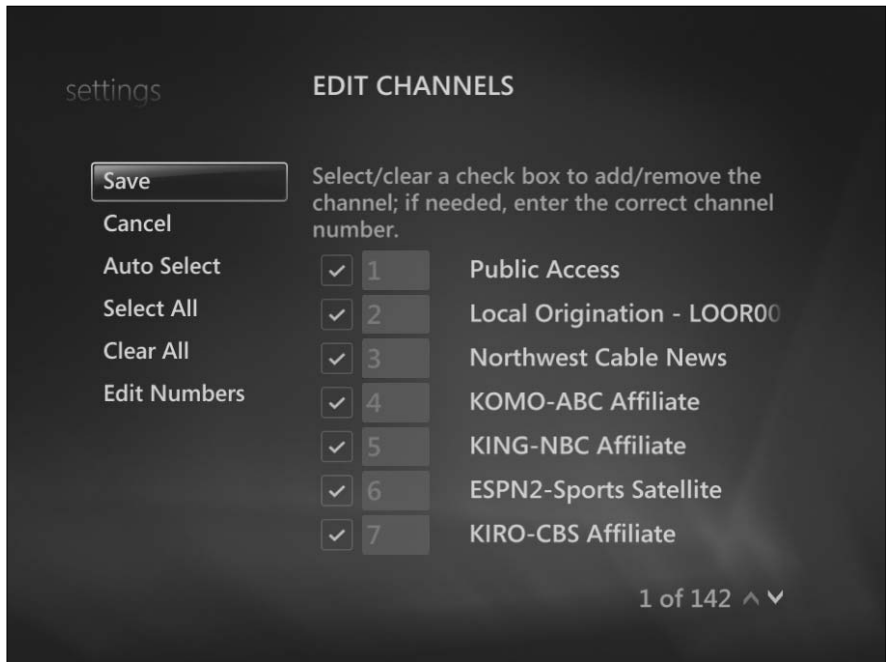 settings
EDIT CHANNELS
Save
Cancel
Auto Select
Select All
Clear All
Edit Numbers
Select/clear a check box to add/remove the
channel; if needed, enter the correct channel
number.
1 Public Access
2 Local Origination - LOOR00
3 Northwest Cable News
4 KOMO-ABC Affiliate
5 KING-NBC Affiliate
6 ESPN2-Sports Satellite
7 KIRO-CBS Affiliate
1 of 142